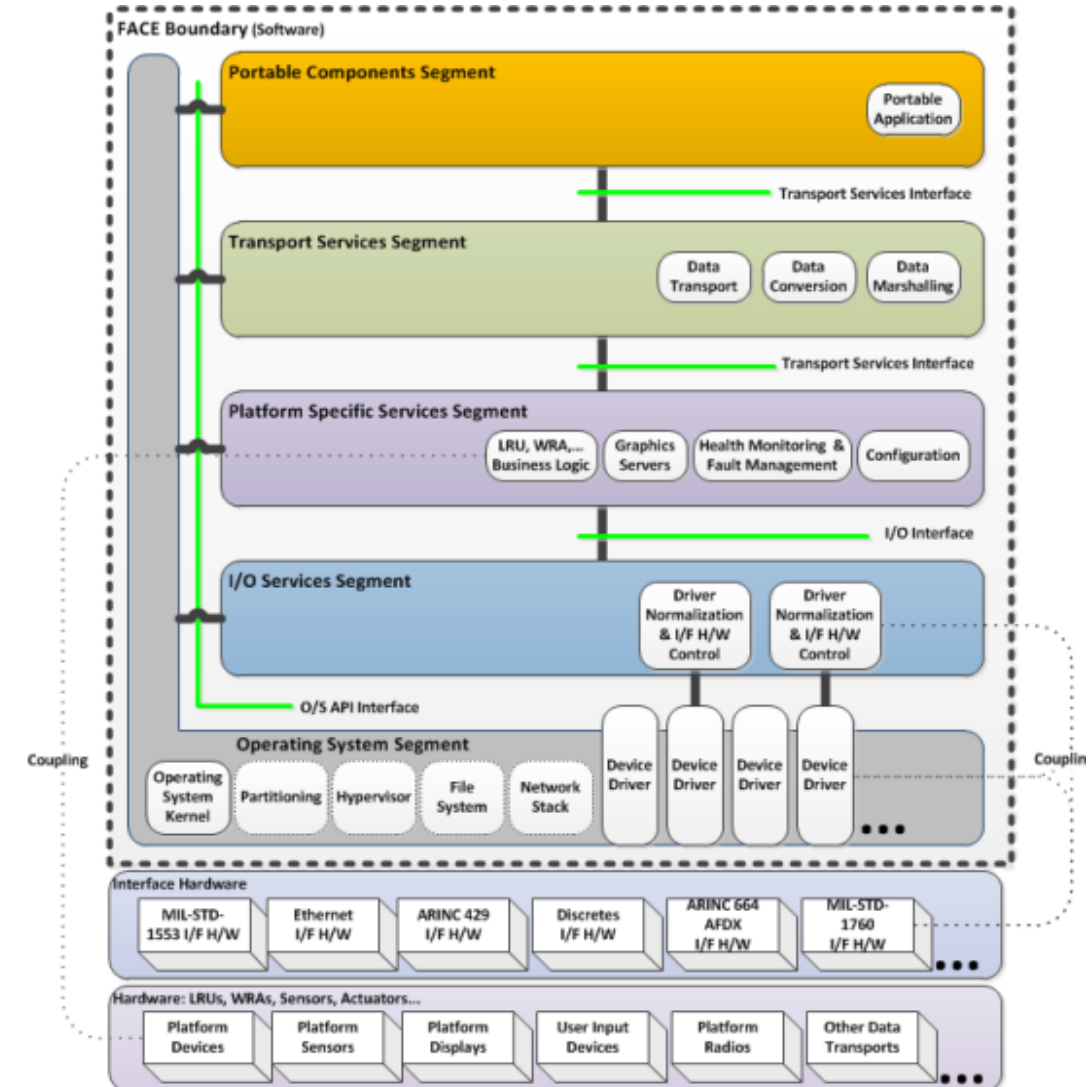 FACE Boundary (Software)
Portable Components Segment
Portable
Application
Transport Services Interface
Transport Services Segment
Data
Transport
Data
Conversion
Data
Marshalling
Transport Services Interface
Platform Specific Services Segment
LRU, WRA,...
Business Logic
Graphics
Servers
Health Monitoring &
Fault Management
Configuration
I/O Interface
I/O Services Segment
Driver
Normalization
& I/F H/W
Control
Driver
Normalization
& I/F H/W
Control
O/S API Interface
Operating System Segment
Operating
System
Kernel
Partitioning
Hypervisor
File
System
Network
Stack
Device
Driver
Device
Driver
Device
Driver
Device
Driver
Coupling
Couplin
Interface Hardware
MIL-STD-
1553 I/F H/W
Ethernet
I/F H/W
ARINC 429
I/F H/W
Discretes
I/F H/W
ARINC 664
AFDX
I/F H/W
MIL-STD-
1760
I/F H/W
Hardware: LRUs, WRAs, Sensors, Actuators...
Platform
Devices
Platform
Sensors
Platform
Displays
User Input
Devices
Platform
Radios
Other Data
Transports